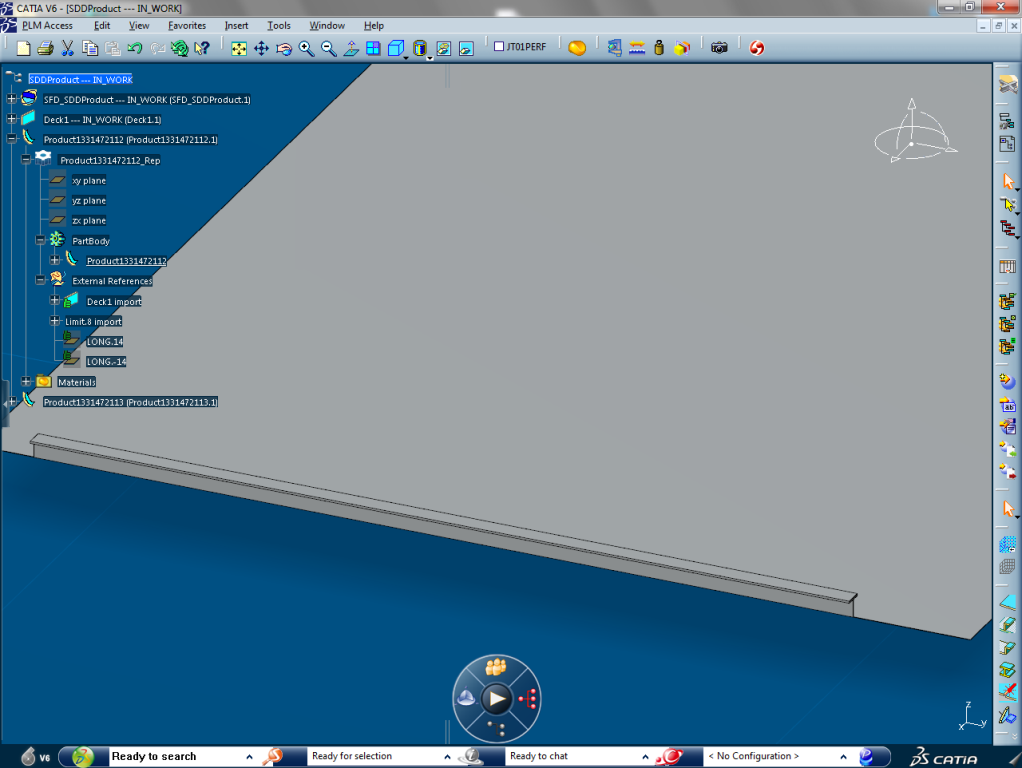 CATIA V6 - [SDDProduct --- IN_WORK]
PLM Access Edit View Favorites Insert Tools Window Help
JT01PERF
SDDProduct --- IN_WORK
SFD_SDDProduct --- IN_WORK (SFD_SDDProduct.1)
Deck1 --- IN_WORK (Deck1.1)
Product1331472112 (Product1331472112.1)
Product1331472112_Rep
xy plane
yz plane
zx plane
PartBody
Product1331472112
External References
Deck1 import
Limit.8 import
LONG.14
LONG.-14
Materials
Product1331472113 (Product1331472113.1)
z
x y
V6 Ready to search Ready for selection Ready to chat < No Configuration > CATIA